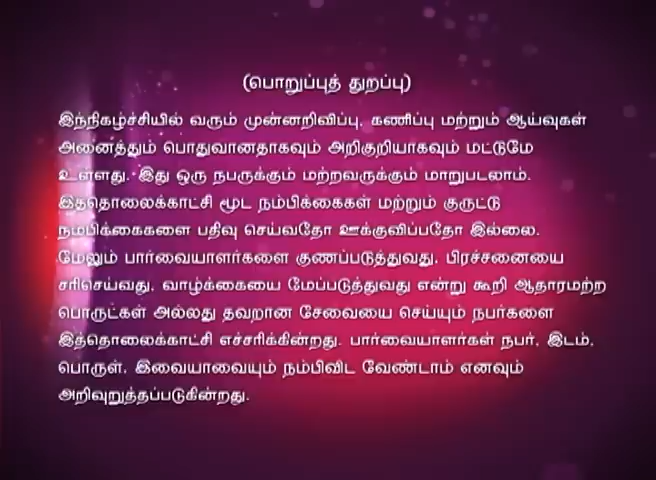 (பொறுப்புத் துறப்பு)
இந்நிகழ்ச்சியில் வரும் முன்னறிவிப்பு, கணிப்பு மற்றும் ஆய்வுகள்
அனைத்தும் பொதுவானதாகவும் அறிகுறியாகவும் மட்டுமே
உள்ளது. இது ஒரு நபருக்கும் மற்றவருக்கும் மாறுபடலாம்.
இத்தொலைக்காட்சி மூட நம்பிக்கைகள் மற்றும் குருட்டு
நம்பிக்கைகளை பதிவு செய்வதோ ஊக்குவிப்பதோ இல்லை.
மேலும் பார்வையாளர்களை குணப்படுத்துவது, பிரச்சனையை
சரிசெய்வது, வாழ்க்கையை மேப்படுத்துவது என்று கூறி ஆதாரமற்ற
பொருட்கள் அல்லது தவறான சேவையை செய்யும் நபர்களை
இத்தொலைக்காட்சி எச்சரிக்கின்றது. பார்வையாளர்கள் நபர், இடம்,
பொருள், இவையாவையும் நம்பிவிட வேண்டாம் எனவும்
அறிவுறுத்தப்படுகின்றது.